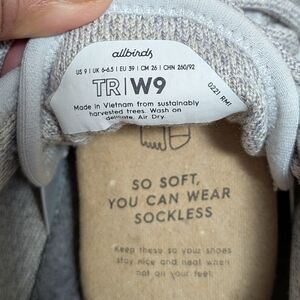 allbirds
US 9 | UK 6-6.5 | EU 39 | CM 26 | CHN 260/92
TR | W9
Made in Vietnam from sustainably
harvested trees. Wash on
delicate. Air Dry.
0221 RM1
SO SOFT,
YOU CAN WEAR
SOCKLESS
Keep these so your shoes
stay nice and neat when
not on your feet.